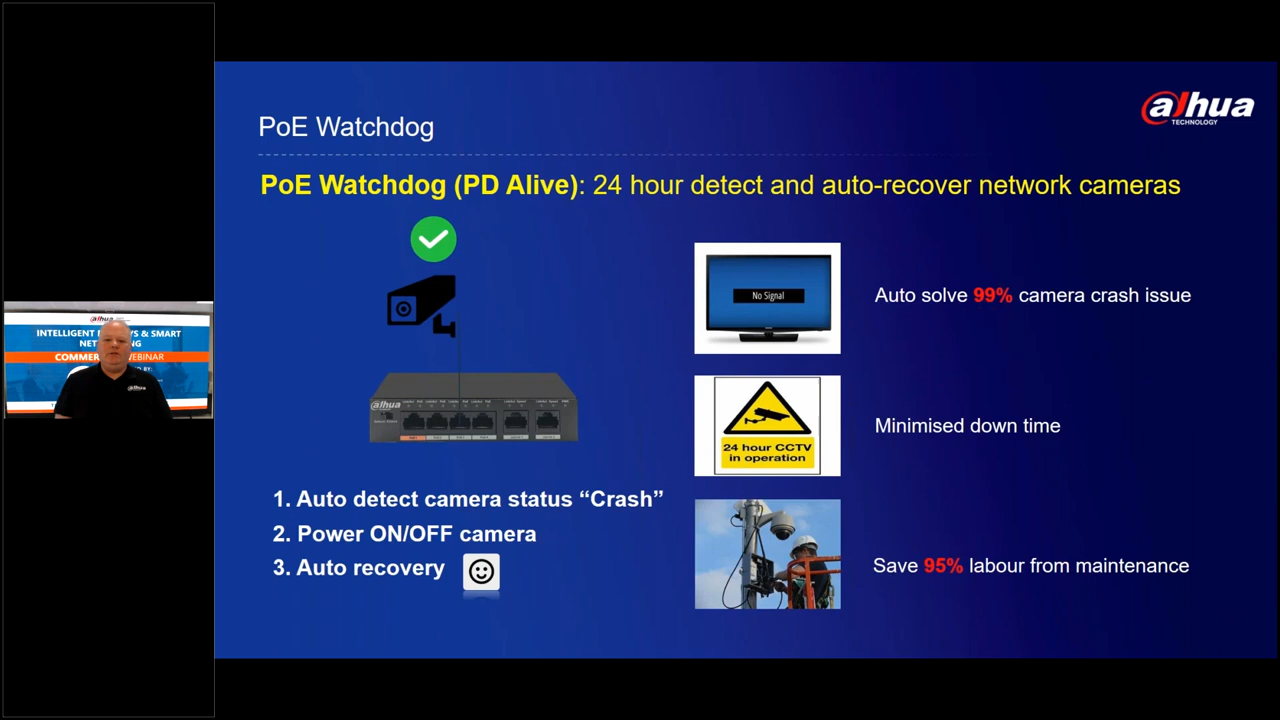 PoE Watchdog
alhua
TECHNOLOGY
PoE Watchdog (PD Alive): 24 hour detect and auto-recover network cameras
No Signal
Auto solve 99% camera crash issue
24 hour CCTV
in operation
Minimised down time
alhua
1. Auto detect camera status “Crash”
2. Power ON/OFF camera
3. Auto recovery
Save 95% labour from maintenance
INTELLIGENT & SMART
COMMER WEBINAR